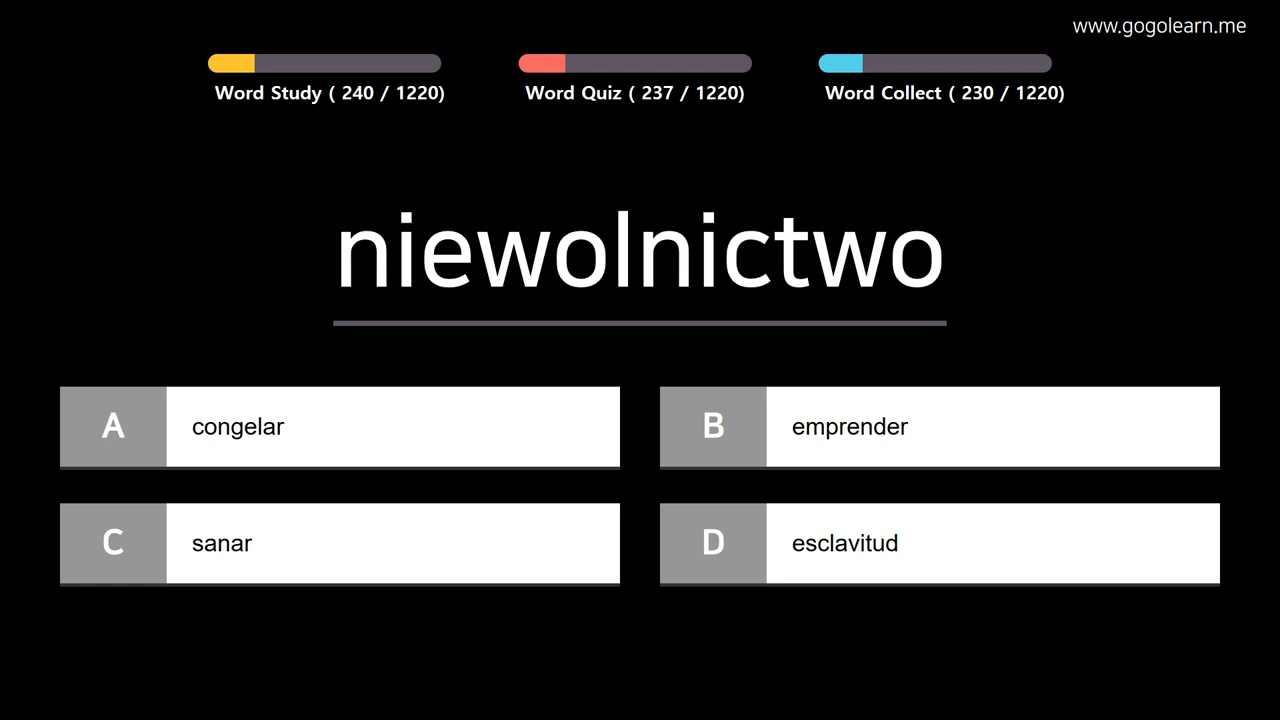 www.gogolearn.me
Word Study ( 240 / 1220)
Word Quiz ( 237 / 1220)
Word Collect ( 230 / 1220)
niewolnictwo
A congelar
B emprender
C sanar
D esclavitud